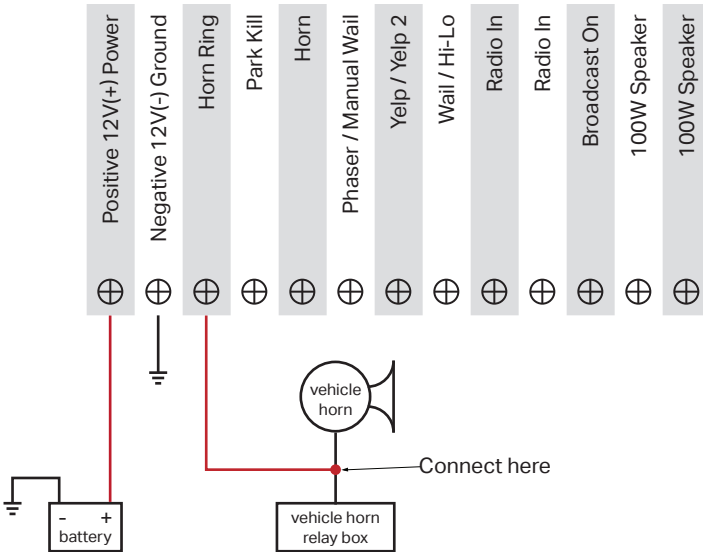 Positive 12V(+) Power
Negative 12V(-) Ground
Horn Ring
Park Kill
Horn
Phaser / Manual Wail
Yelp / Yelp 2
Wail / Hi-Lo
Radio In
Radio In
Broadcast On
100W Speaker
100W Speaker
vehicle
horn
Connect here
- +
battery
vehicle horn
relay box